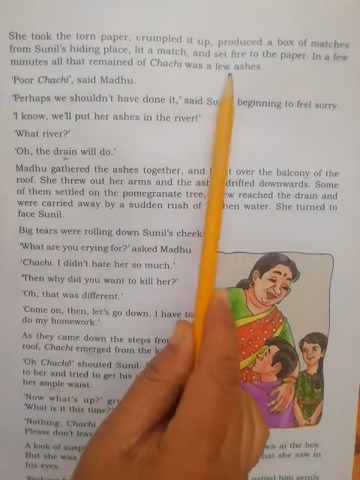 She took the torn paper, crumpled it up, produced a box of matches
from Sunil's hiding place, lit a match, and set fire to the paper. In a few
minutes all that remained of Chachi was a few ashes.
'Poor Chachi', said Madhu.
'Perhaps we shouldn't have done it,' said beginning to feel sorry.
'I know, we'll put her ashes in the river!'
'What river?'
'Oh, the drain will do.'
Madhu gathered the ashes together, and over the balcony of the
roof. She threw out her arms and the drifted downwards. Some
of them settled on the pomegranate tree, reached the drain and
were carried away by a sudden rush of water. She turned to
face Sunil.
Big tears were rolling down Sunil's
'What are you crying for?' asked Madhu
'Chachi. I didn't hate her so much.'
'Then why did you want to kill her?'
'Oh, that was different.'
'Come on, then, let's go down. I have to
do my homework.'
As they came down the steps from
roof, Chachi emerged from the
'Oh Chachi!' shouted Sunil.
to her and tried to get his
her ample waist.
'Now what's up?'
'What is it this time?
'Nothing, Chachi
Please don't
A look of at the boy.
But she was she saw in
his eyes.
him gently